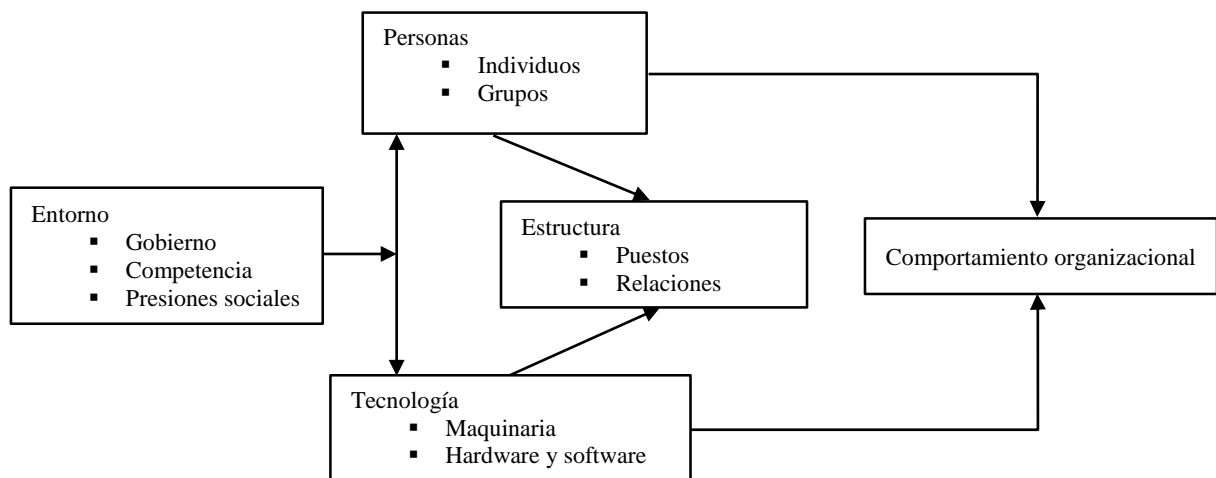 Personas
▪ Individuos
▪ Grupos
Entorno
▪ Gobierno
▪ Competencia
▪ Presiones sociales
Estructura
▪ Puestos
▪ Relaciones
Comportamiento organizacional
Tecnología
▪ Maquinaria
▪ Hardware y software